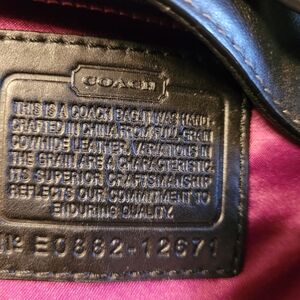 COACH
THIS IS A COACH BAG. IT WAS HAND-
CRAFTED IN CHINA FROM FULL GRAIN
COWHIDE LEATHER. VARIATIONS IN
THE GRAIN ARE A CHARACTERISTIC.
ITS SUPERIOR CRAFTSMANSHIP
REFLECTS OUR COMMITMENT TO
ENDURING QUALITY.
Nº E0882-12671